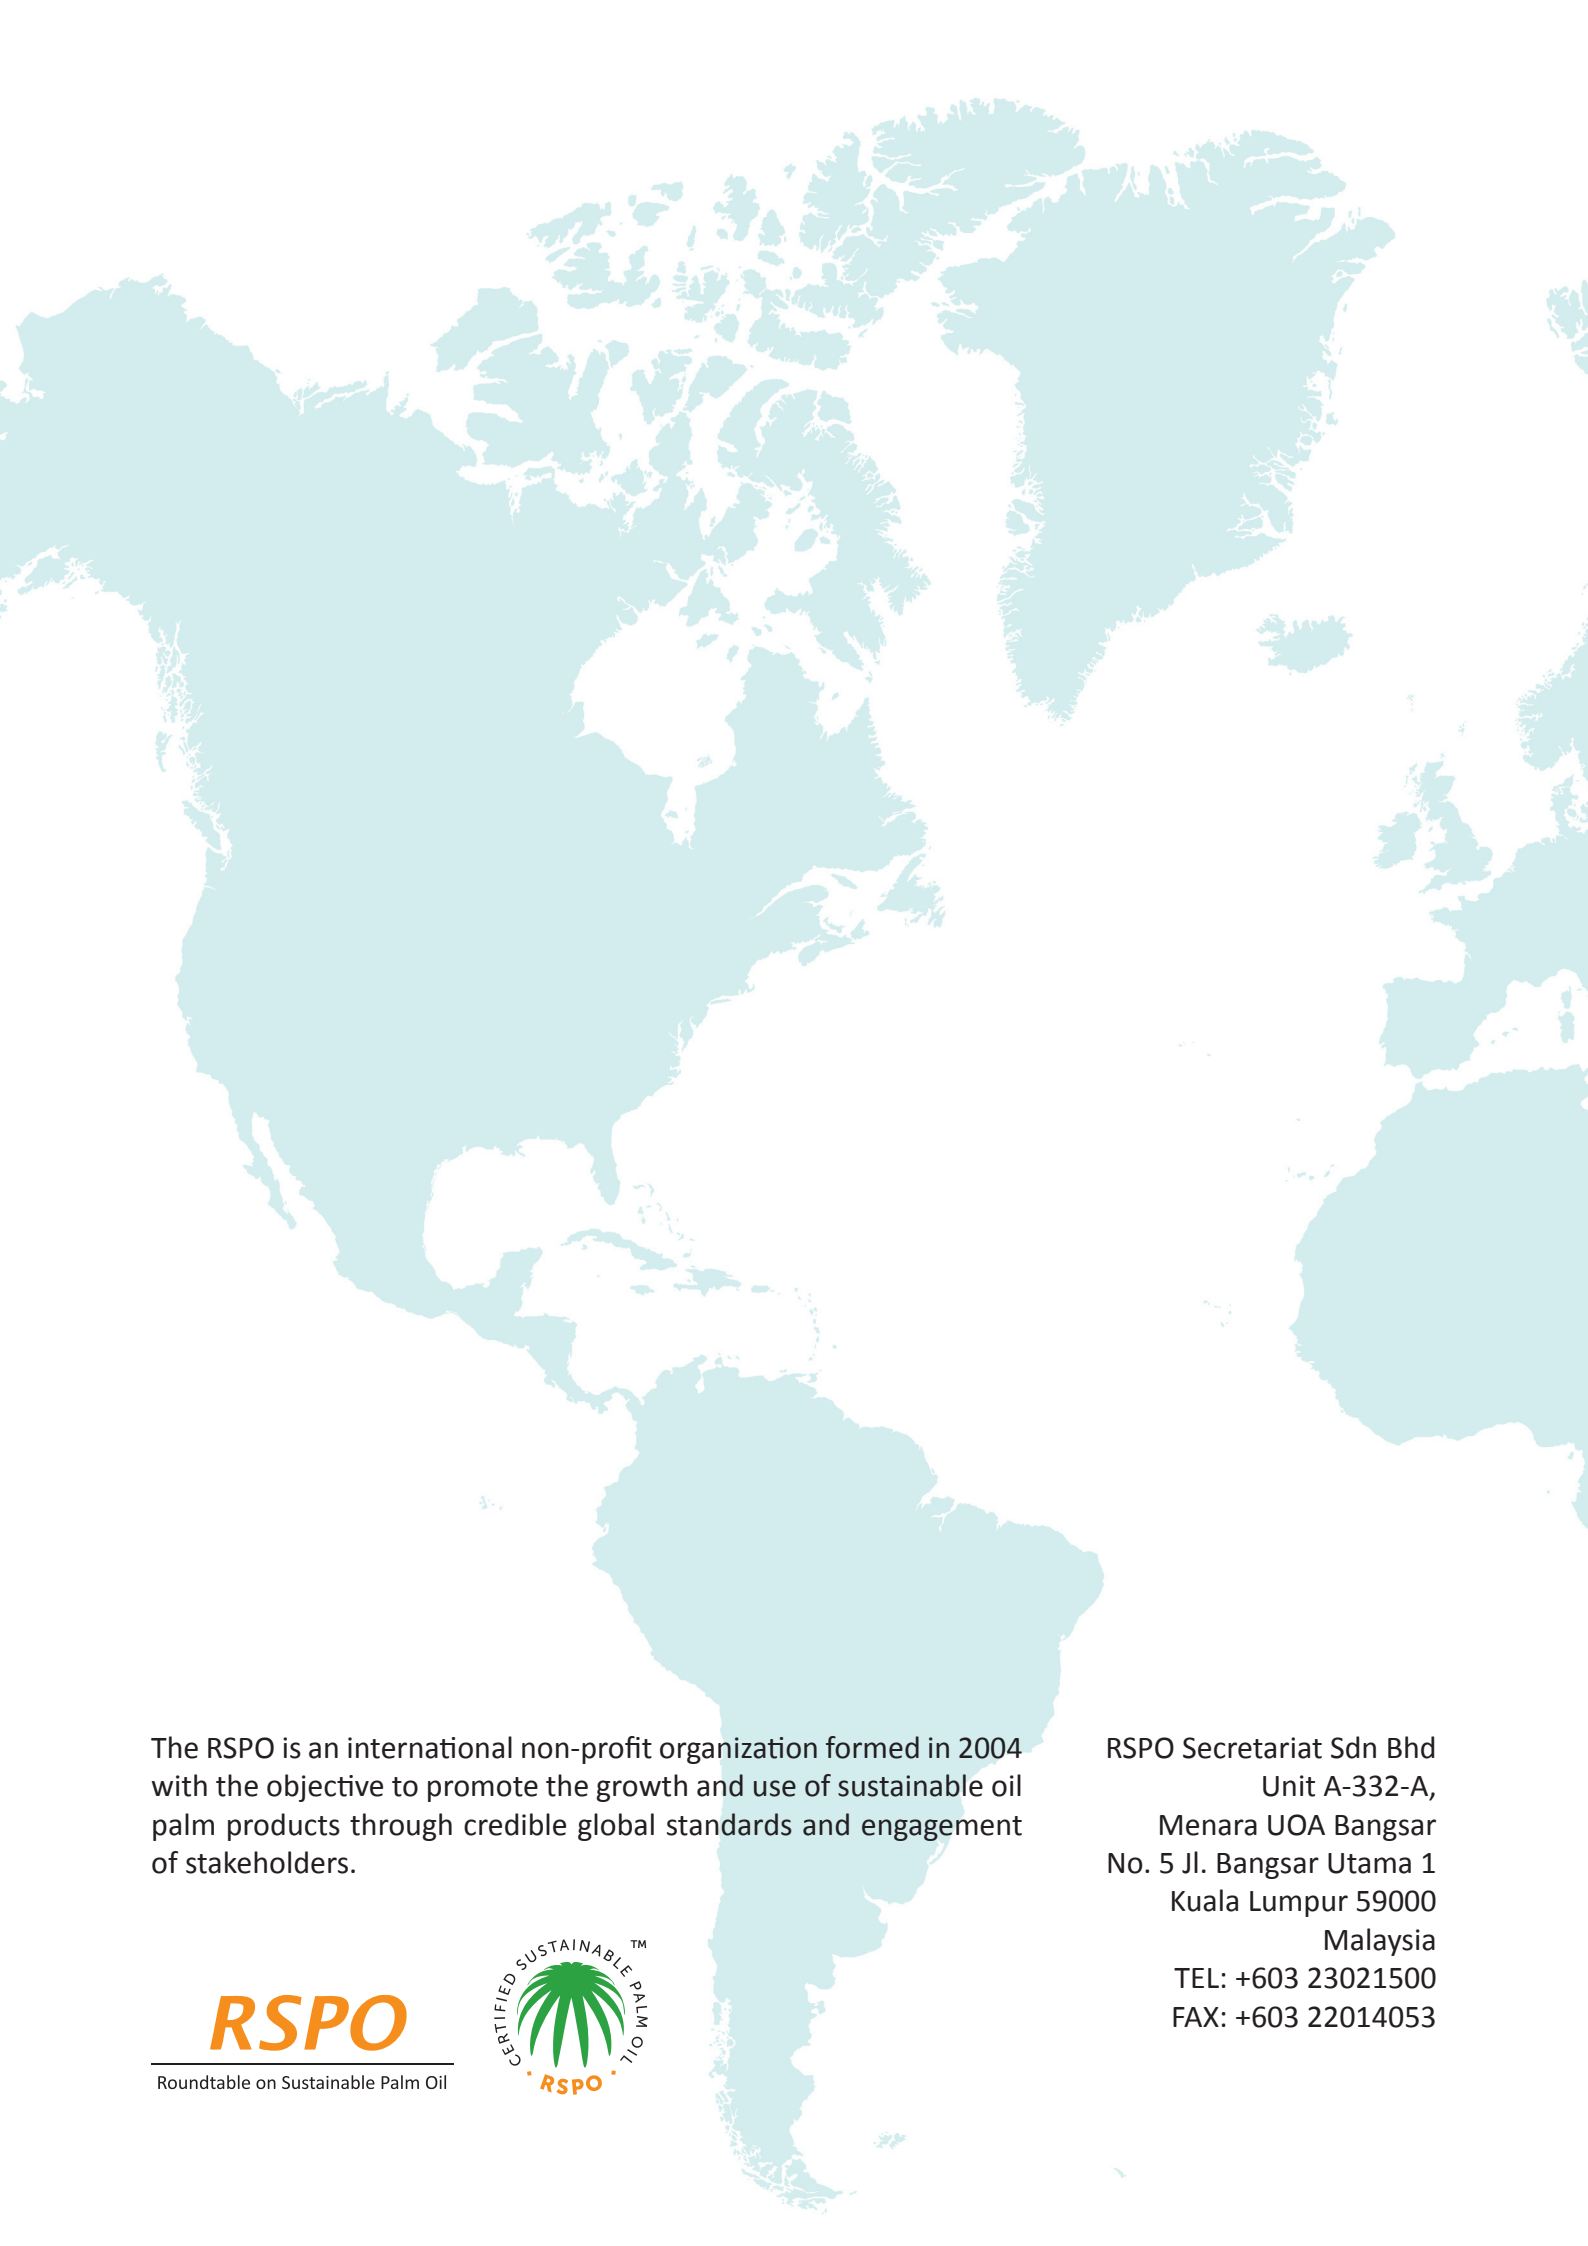 The RSPO is an international non-profit organization formed in 2004
with the objective to promote the growth and use of sustainable oil
palm products through credible global standards and engagement
of stakeholders.
RSPO Secretariat Sdn Bhd
Unit A-332-A,
Menara UOA Bangsar
No. 5 Jl. Bangsar Utama 1
Kuala Lumpur 59000
Malaysia
TEL: +603 23021500
FAX: +603 22014053
RSPO
Roundtable on Sustainable Palm Oil
CERTIFIED SUSTAINABLE PALM OIL
TM
· RSPO ·